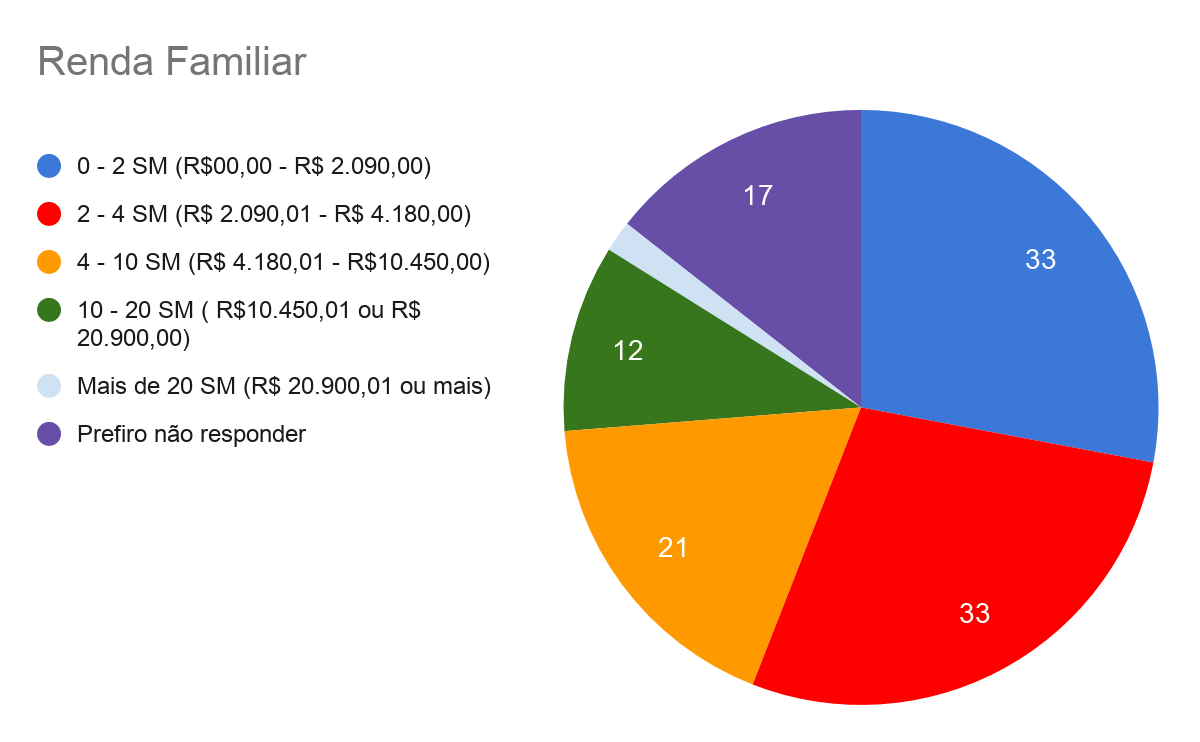 Renda Familiar
0 - 2 SM (R$00,00 - R$ 2.090,00)
2 - 4 SM (R$ 2.090,01 - R$ 4.180,00)
4 - 10 SM (R$ 4.180,01 - R$10.450,00)
10 - 20 SM ( R$10.450,01 ou R$
20.900,00)
Mais de 20 SM (R$ 20.900,01 ou mais)
Prefiro não responder
17
33
12
21
33